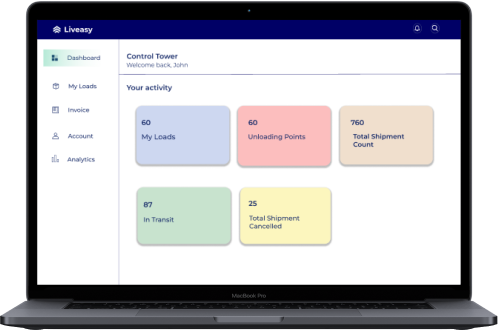 Liveasy
Dashboard
My Loads
Invoice
Account
Analytics
Control Tower
Welcome back, John
Your activity
60
My Loads
60
Unloading Points
760
Total Shipment
Count
87
In Transit
25
Total Shipment
Cancelled
MacBook Pro